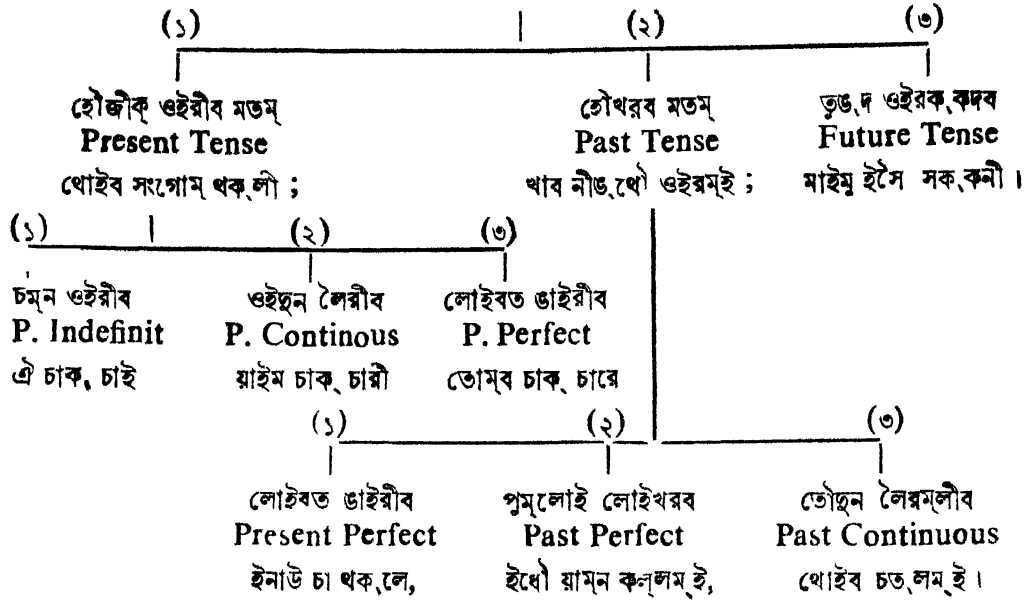 (১) (২) (৩)
হৌজীক্ ওইরীব মতম্ তৌথরব মতম্ তুঙ্‌দ ওইরক্‌কদব
Present Tense Past Tense Future Tense
থোইব সংগোম্ থক্‌লী ; খাব নীঙ্‌থৌ ওইরম্‌ই ; মাইমু ইসৈ সক্‌কনী ।
(১) (২) (৩)
চম্‌ন ওইরীব ওইদুন লৈরীব লোইবত ঙাইরীব
P. Indefinit P. Continous P. Perfect
ঐ চাক্‌ চাই য়াইম চাক্ চারী তোম্‌ব চাক্ চারে
(১) (২) (৩)
লোইবত ঙাইরীব পুম্‌লোই লোইখরব তৌদুন লৈরম্‌লীব
Present Perfect Past Perfect Past Continuous
ইনাউ চা থক্‌লে, ইধৌ য়াম্‌ন কল্লম্‌ই, থোইব চত্‌লম্‌ই ।